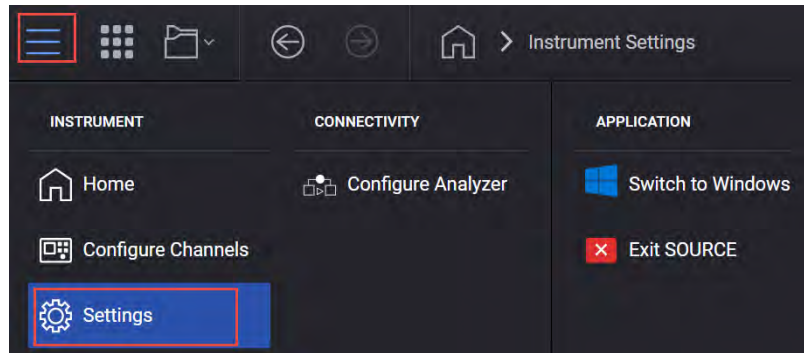 Instrument Settings
INSTRUMENT
CONNECTIVITY
APPLICATION
Home
Configure Analyzer
Switch to Windows
Configure Channels
Exit SOURCE
Settings